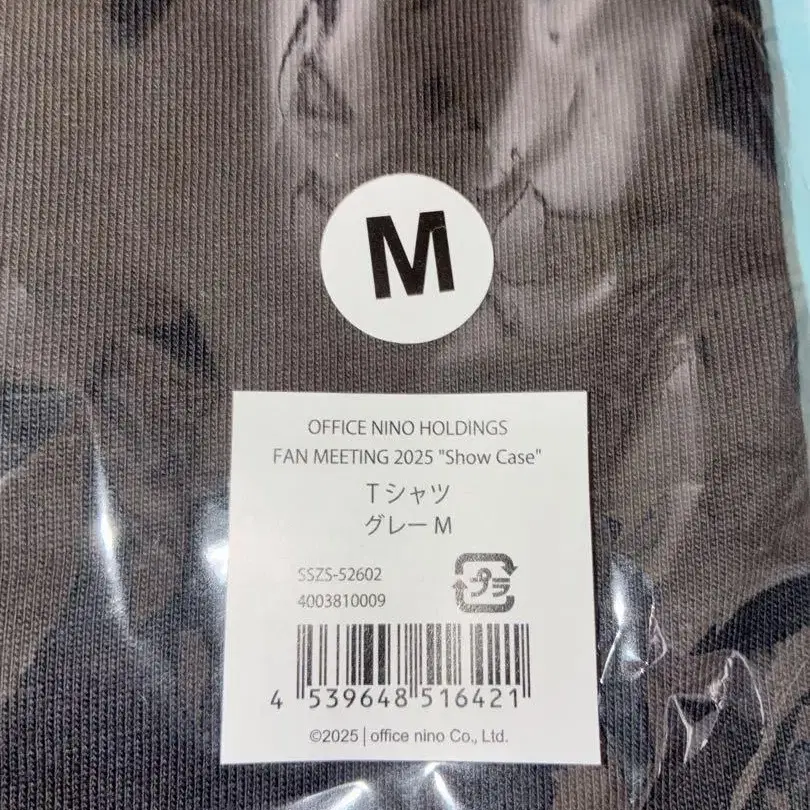 M
OFFICE NINO HOLDINGS
FAN MEETING 2025 "Show Case"
Tシャツ
グレー M
SSZS-52602
4003810009
プラ
4 539648 516421
©2025 | office nino Co., Ltd.